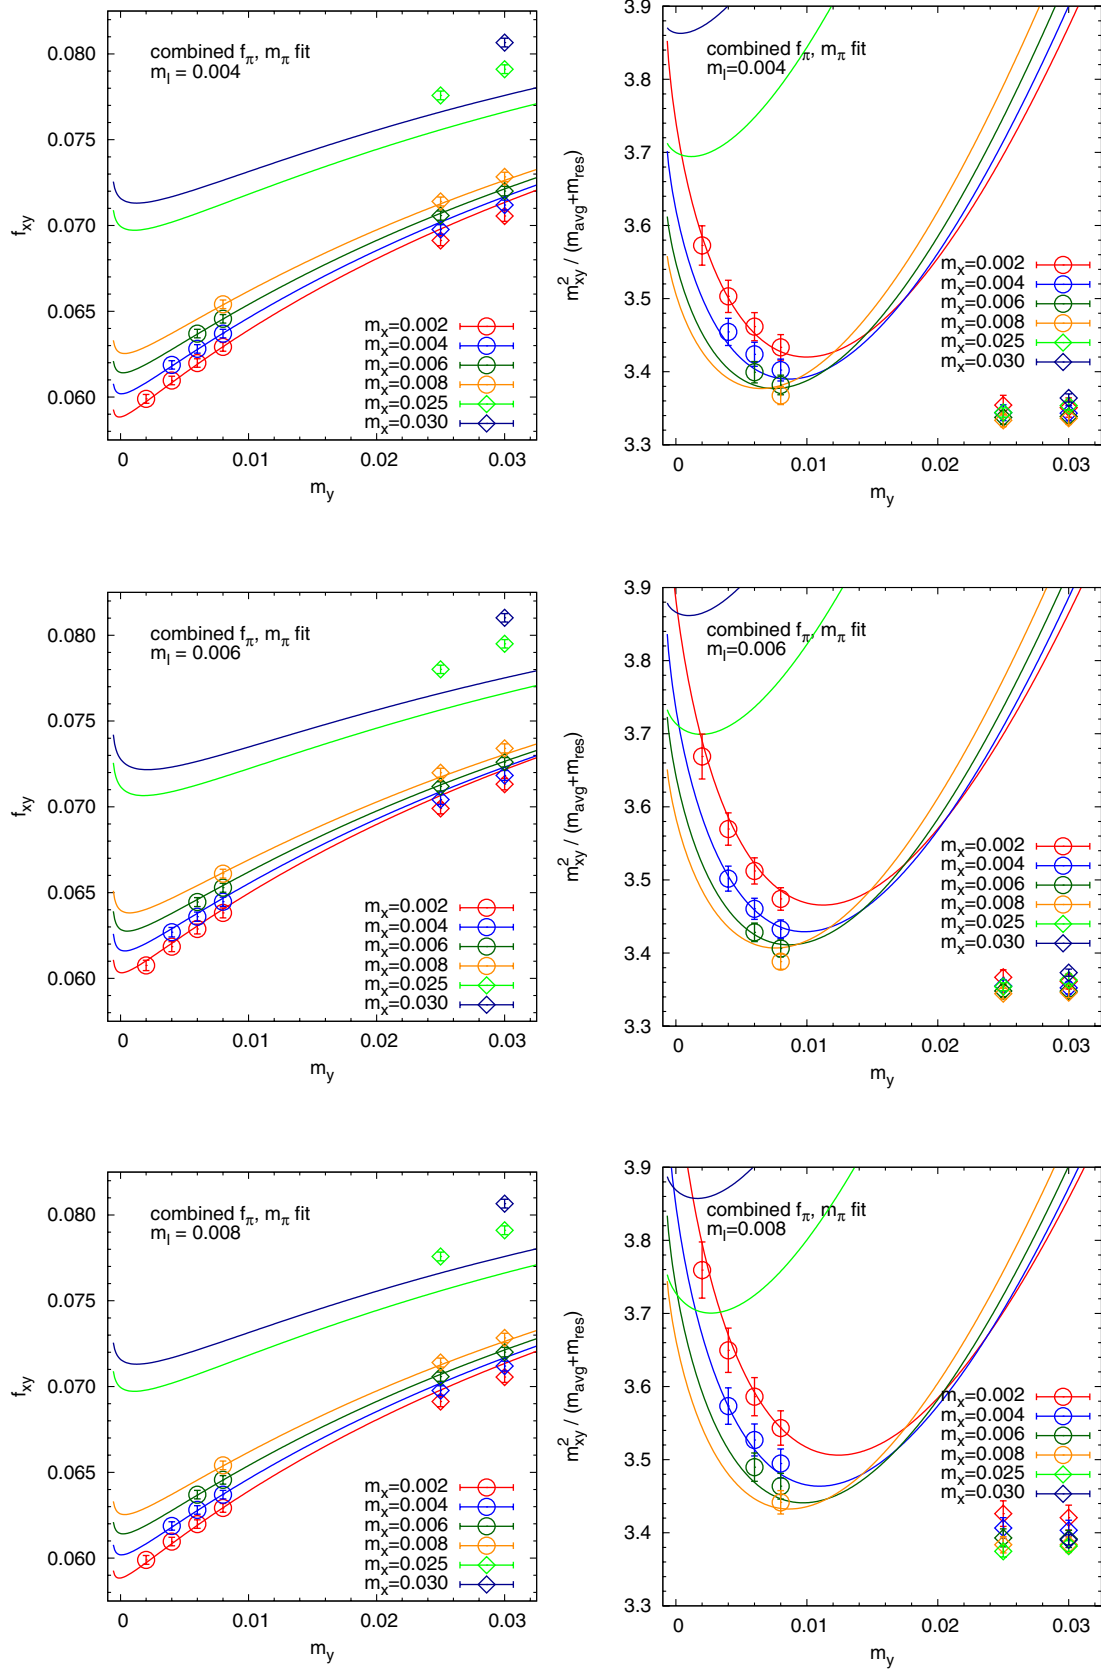 combined f_π, m_π fit
m_l = 0.004
0.080
0.075
0.070
0.065
0.060
f_xy
m_x=0.002
m_x=0.004
m_x=0.006
m_x=0.008
m_x=0.025
m_x=0.030
0 0.01 0.02 0.03
m_y
combined f_π, m_π fit
m_l=0.004
3.9
3.8
3.7
3.6
3.5
3.4
3.3
m_xy^2 / (m_avg+m_res)
m_x=0.002
m_x=0.004
m_x=0.006
m_x=0.008
m_x=0.025
m_x=0.030
0 0.01 0.02 0.03
m_y
combined f_π, m_π fit
m_l = 0.006
0.080
0.075
0.070
0.065
0.060
f_xy
m_x=0.002
m_x=0.004
m_x=0.006
m_x=0.008
m_x=0.025
m_x=0.030
0 0.01 0.02 0.03
m_y
combined f_π, m_π fit
m_l=0.006
3.9
3.8
3.7
3.6
3.5
3.4
3.3
m_xy^2 / (m_avg+m_res)
m_x=0.002
m_x=0.004
m_x=0.006
m_x=0.008
m_x=0.025
m_x=0.030
0 0.01 0.02 0.03
m_y
combined f_π, m_π fit
m_l = 0.008
0.080
0.075
0.070
0.065
0.060
f_xy
m_x=0.002
m_x=0.004
m_x=0.006
m_x=0.008
m_x=0.025
m_x=0.030
0 0.01 0.02 0.03
m_y
combined f_π, m_π fit
m_l=0.008
3.9
3.8
3.7
3.6
3.5
3.4
3.3
m_xy^2 / (m_avg+m_res)
m_x=0.002
m_x=0.004
m_x=0.006
m_x=0.008
m_x=0.025
m_x=0.030
0 0.01 0.02 0.03
m_y